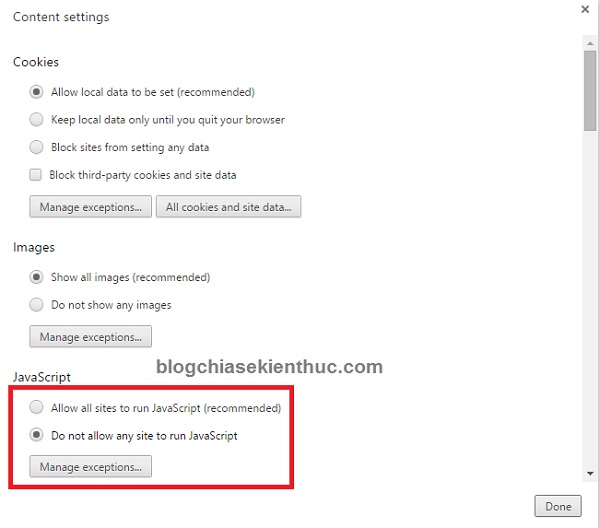 Content settings
Cookies
Allow local data to be set (recommended)
Keep local data only until you quit your browser
Block sites from setting any data
Block third-party cookies and site data
Manage exceptions... All cookies and site data...
Images
Show all images (recommended)
Do not show any images
Manage exceptions...
blogchiasekienthuc.com
JavaScript
Allow all sites to run JavaScript (recommended)
Do not allow any site to run JavaScript
Manage exceptions...
Done